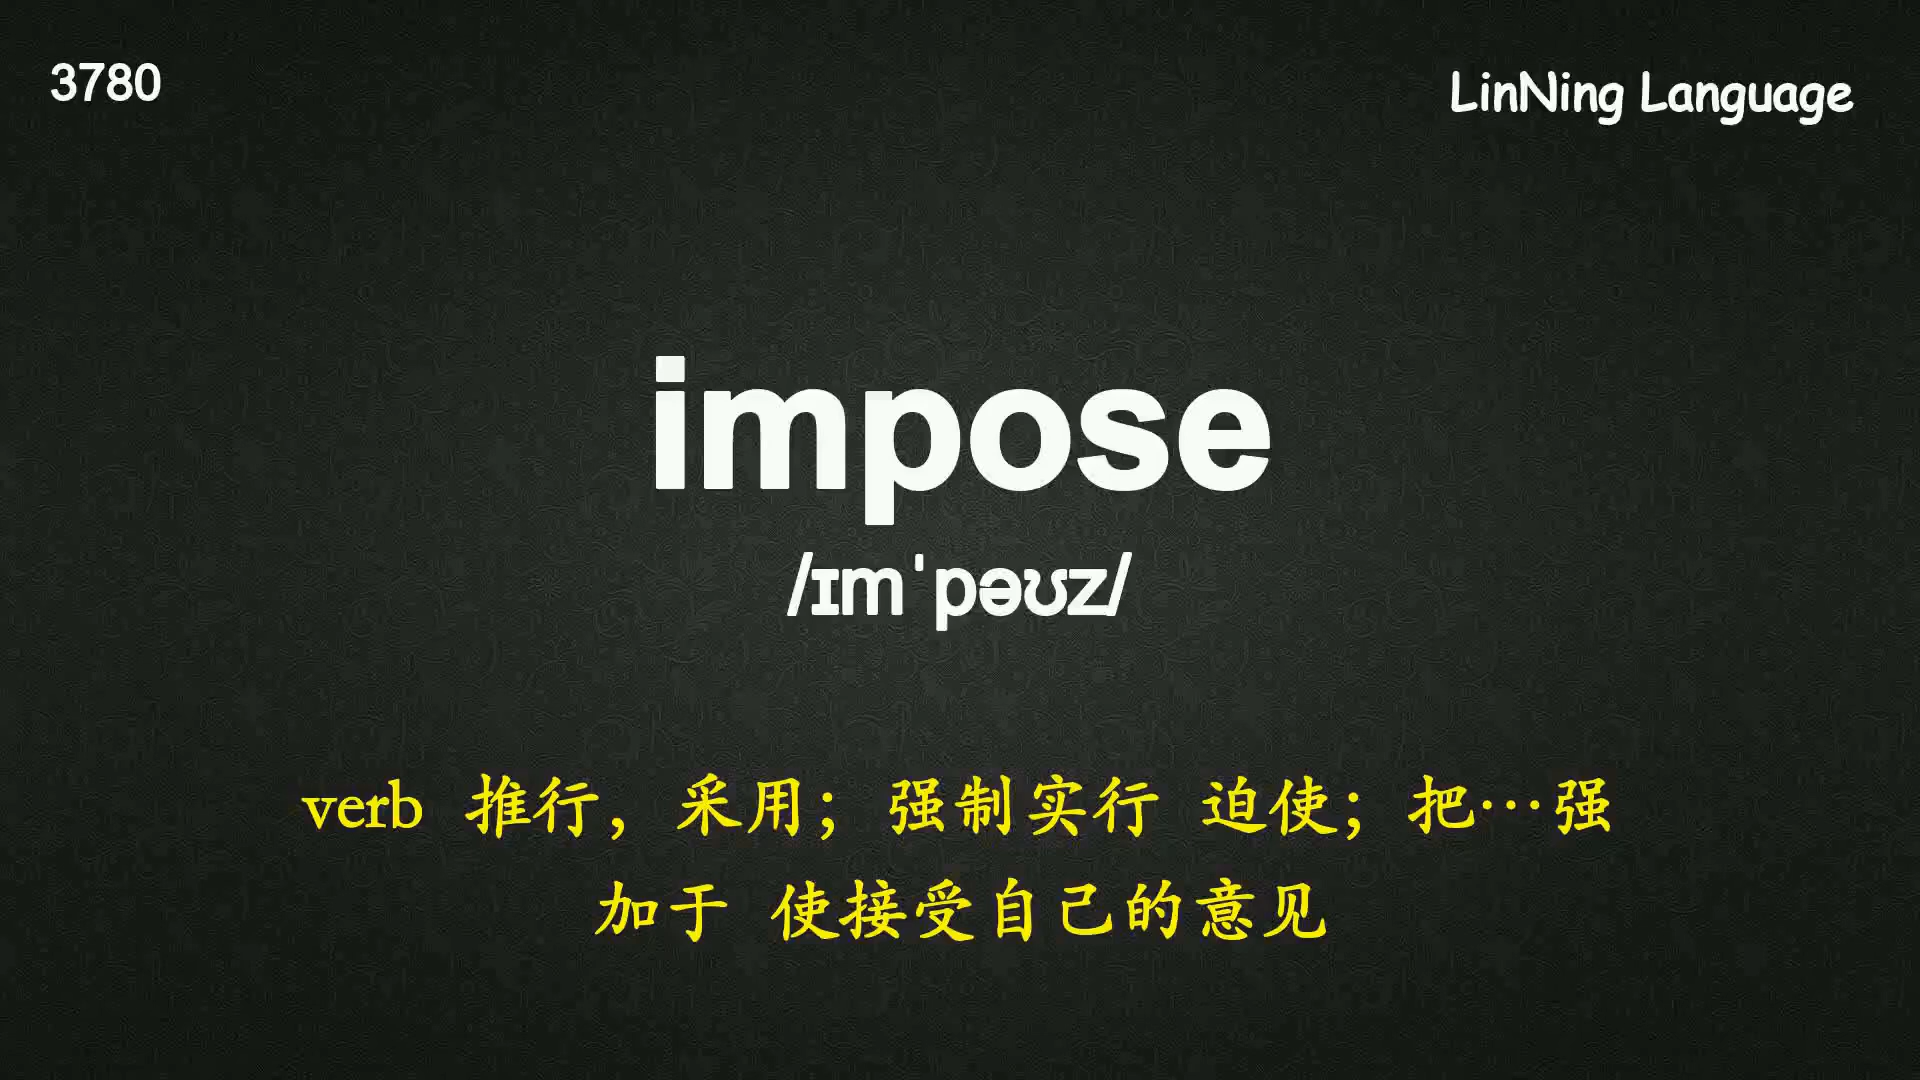 3780
LinNing Language
impose
/ɪmˈpəʊz/
verb 推行，采用；强制实行 迫使；把…强
加于 使接受自己的意见